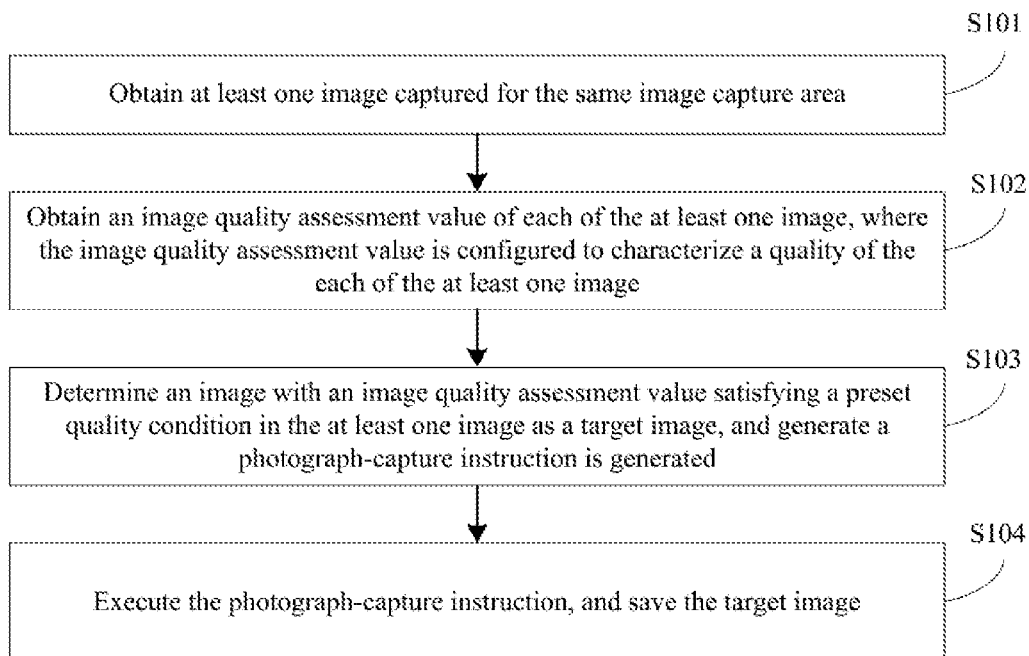 S101
Obtain at least one image captured for the same image capture area
S102
Obtain an image quality assessment value of each of the at least one image, where
the image quality assessment value is configured to characterize a quality of the
each of the at least one image
S103
Determine an image with an image quality assessment value satisfying a preset
quality condition in the at least one image as a target image, and generate a
photograph-capture instruction is generated
S104
Execute the photograph-capture instruction, and save the target image